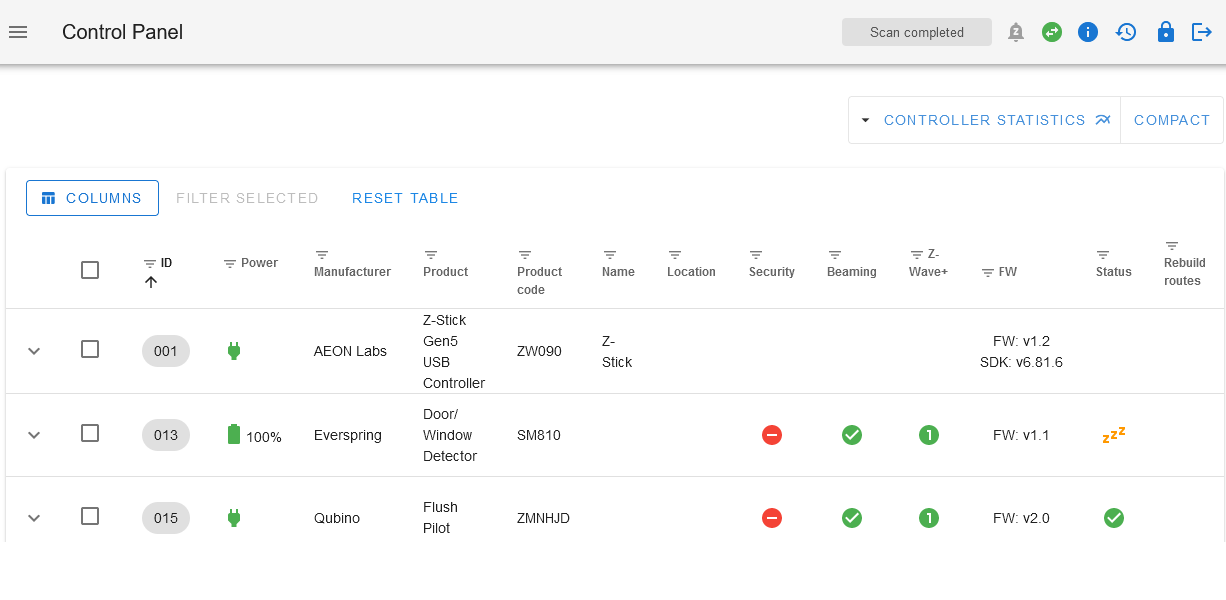 Control Panel
Scan completed
CONTROLLER STATISTICS
COMPACT
COLUMNS
FILTER SELECTED
RESET TABLE
ID
Power
Manufacturer
Product
Product
code
Name
Location
Security
Beaming
Z-
Wave+
FW
Status
Rebuild
routes
001
AEON Labs
Z-Stick
Gen5
USB
Controller
ZW090
Z-
Stick
FW: v1.2
SDK: v6.81.6
013
100%
Everspring
Door/
Window
Detector
SM810
1
FW: v1.1
zzz
015
Qubino
Flush
Pilot
ZMNHJD
1
FW: v2.0